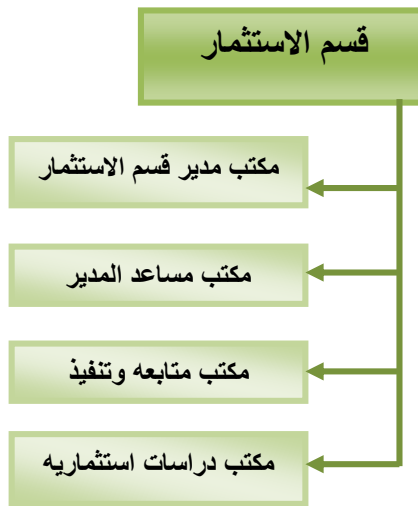 قسم الاستثمار
مكتب مدير قسم الاستثمار
مكتب مساعد المدير
مكتب متابعه وتنفيذ
مكتب دراسات استثماريه